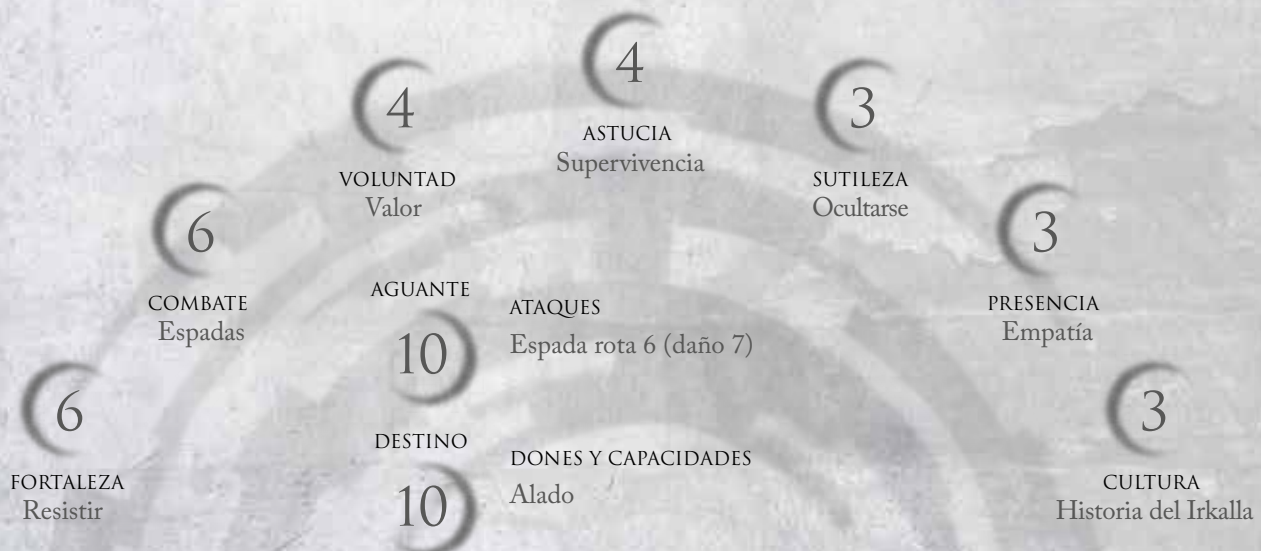 4
ASTUCIA
Supervivencia
4
VOLUNTAD
Valor
3
SUTILEZA
Ocultarse
6
COMBATE
Espadas
3
PRESENCIA
Empatía
6
FORTALEZA
Resistir
3
CULTURA
Historia del Irkalla
AGUANTE
10
ATAQUES
Espada rota 6 (daño 7)
DESTINO
10
DONES Y CAPACIDADES
Alado